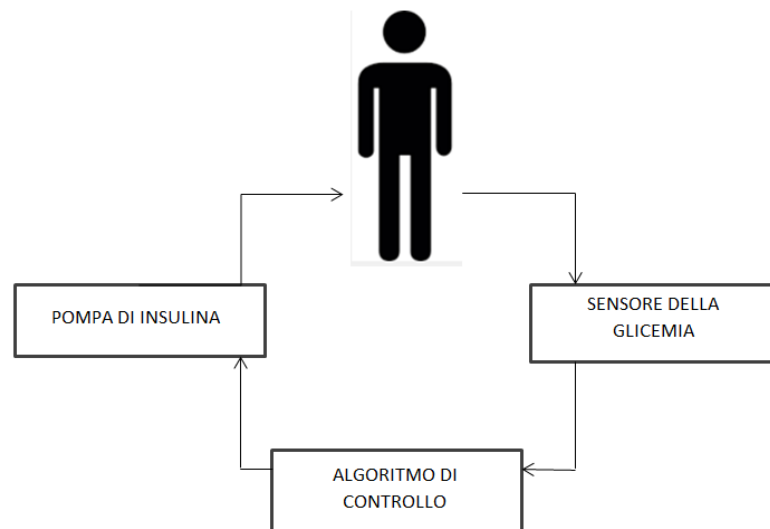 POMPA DI INSULINA
SENSORE DELLA
GLICEMIA
ALGORITMO DI
CONTROLLO